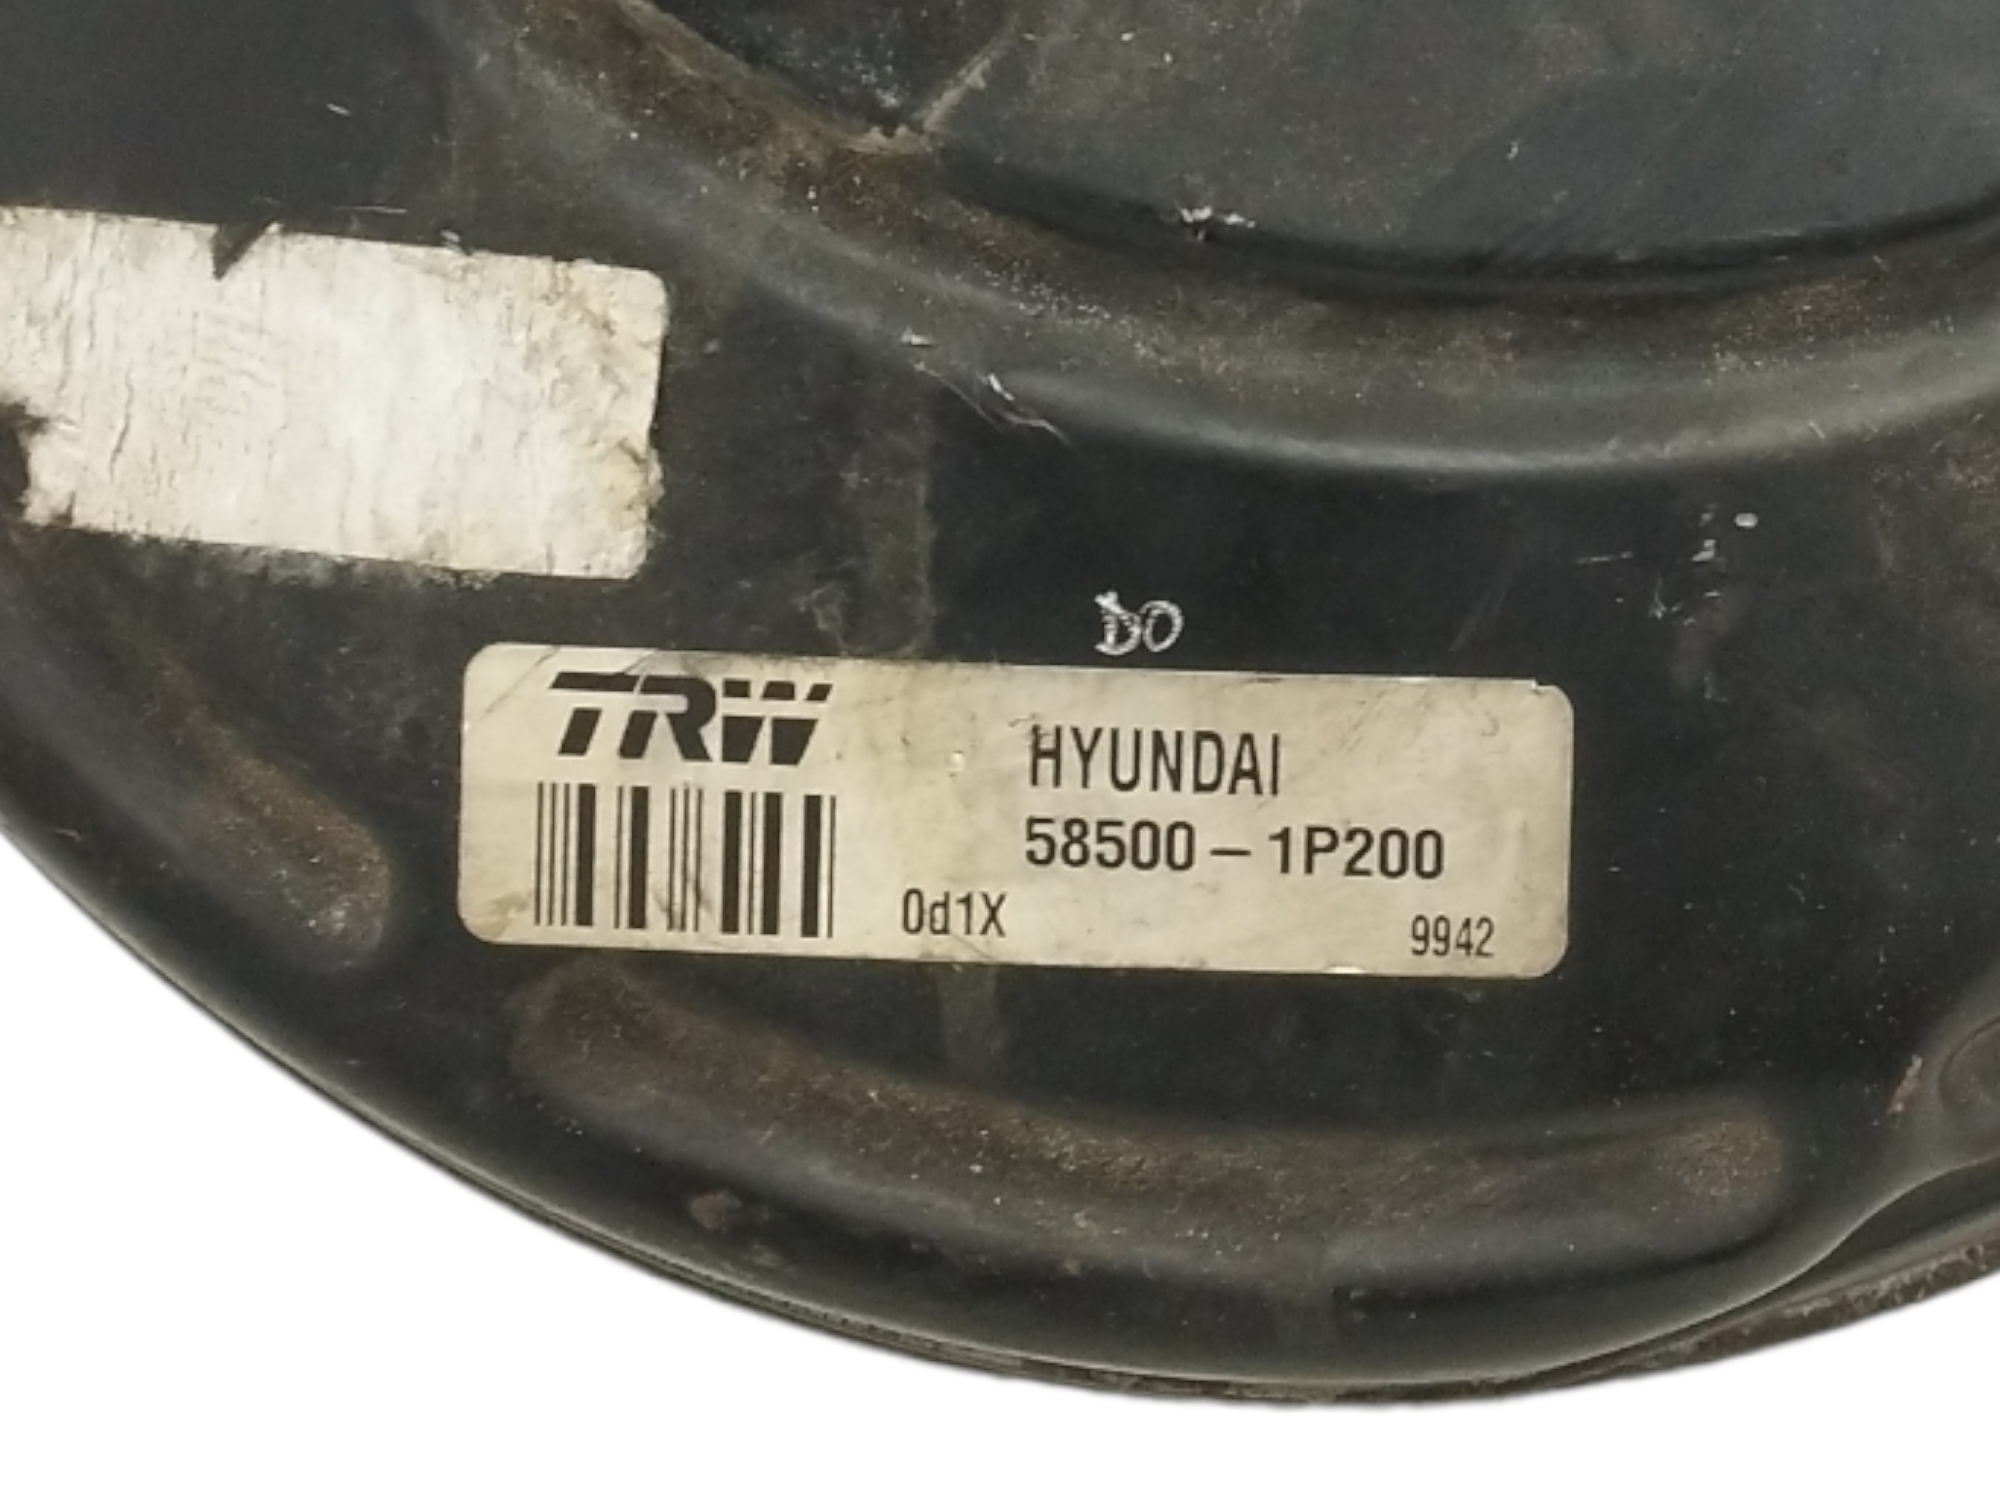 DO
TRW
HYUNDAI
58500-1P200
0d1X
9942